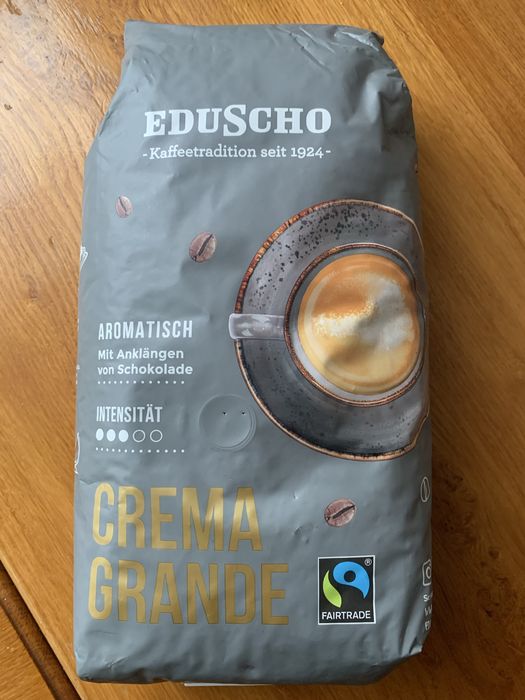 EDUSCHO
- Kaffeetradition seit 1924 -
AROMATISCH
Mit Anklängen
von Schokolade
INTENSITÄT
CREMA
GRANDE
FAIRTRADE
®